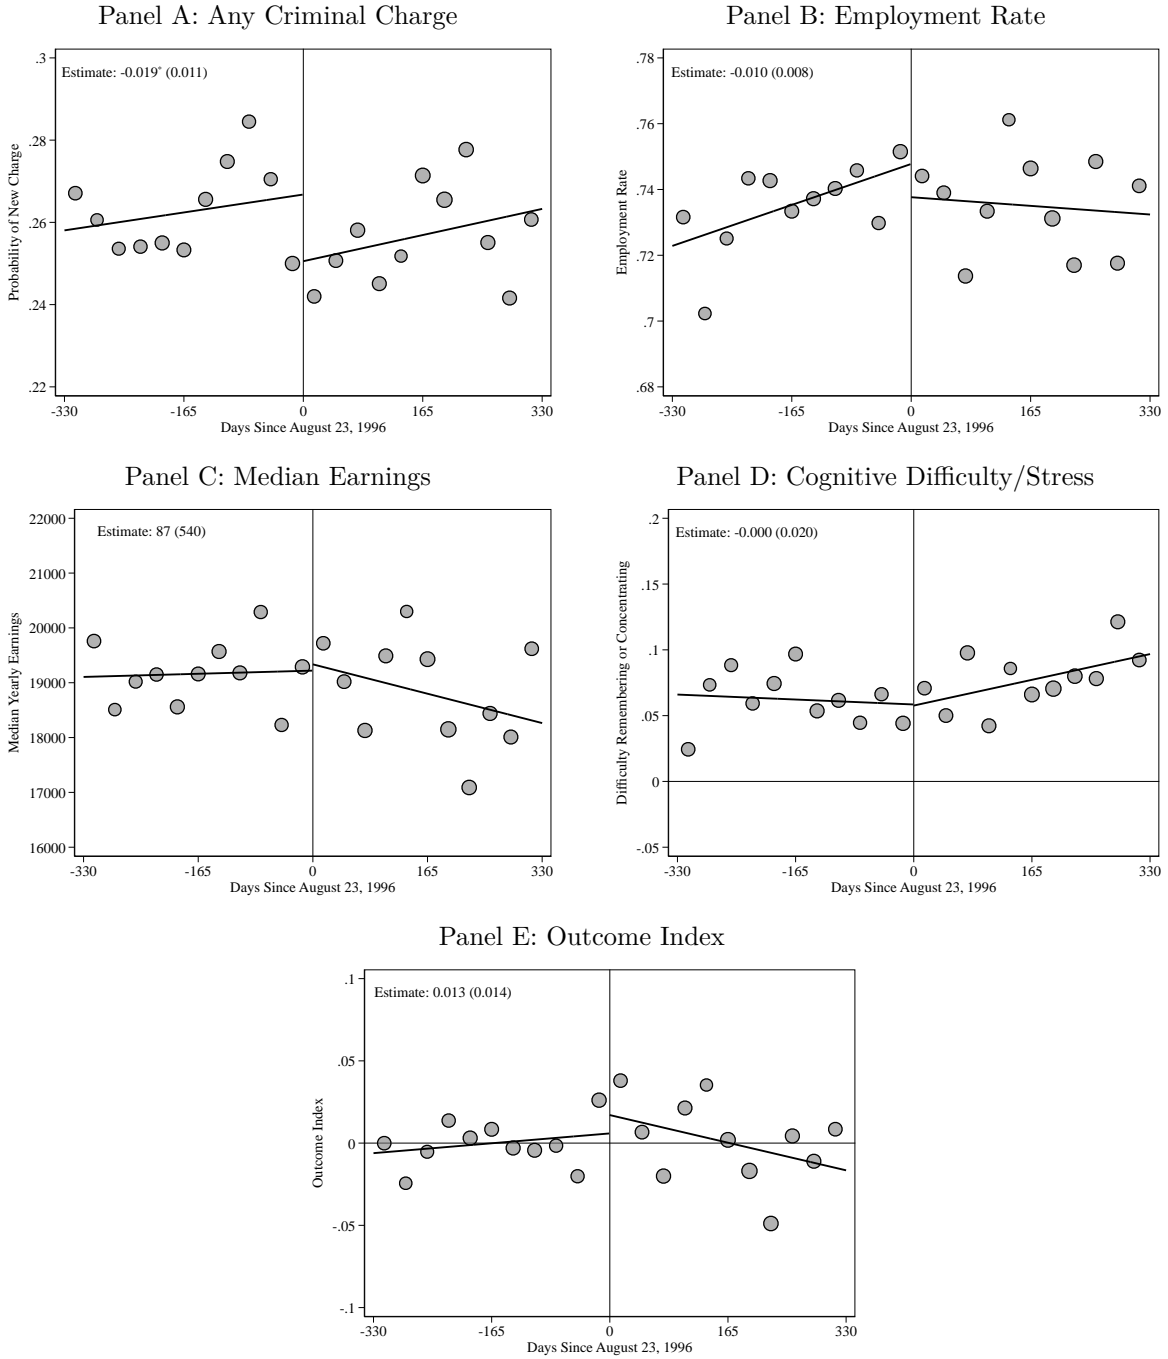 Panel A: Any Criminal Charge
Estimate: -0.019* (0.011)
Probability of New Charge
.3
.28
.26
.24
.22
-330 -165 0 165 330
Days Since August 23, 1996
Panel B: Employment Rate
Estimate: -0.010 (0.008)
Employment Rate
.78
.76
.74
.72
.7
.68
-330 -165 0 165 330
Days Since August 23, 1996
Panel C: Median Earnings
Estimate: 87 (540)
Median Yearly Earnings
22000
21000
20000
19000
18000
17000
16000
-330 -165 0 165 330
Days Since August 23, 1996
Panel D: Cognitive Difficulty/Stress
Estimate: -0.000 (0.020)
Difficulty Remembering or Concentrating
.2
.15
.1
.05
0
-.05
-330 -165 0 165 330
Days Since August 23, 1996
Panel E: Outcome Index
Estimate: 0.013 (0.014)
Outcome Index
.1
.05
0
-.05
-.1
-330 -165 0 165 330
Days Since August 23, 1996